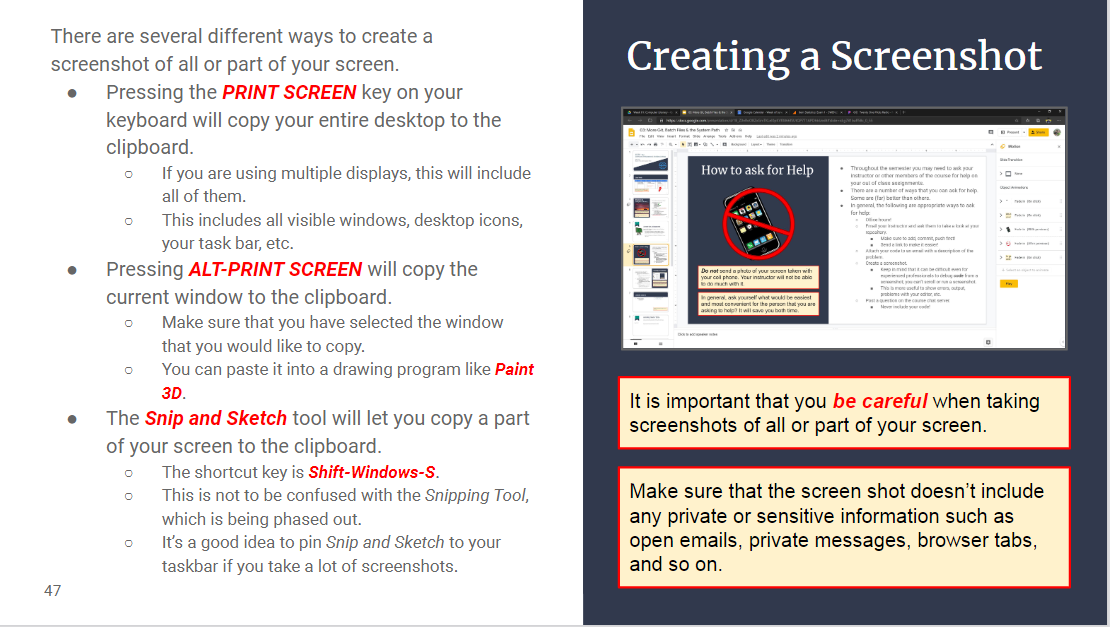 There are several different ways to create a
screenshot of all or part of your screen.
● Pressing the PRINT SCREEN key on your
keyboard will copy your entire desktop to the
clipboard.
○ If you are using multiple displays, this will include
all of them.
○ This includes all visible windows, desktop icons,
your task bar, etc.
● Pressing ALT-PRINT SCREEN will copy the
current window to the clipboard.
○ Make sure that you have selected the window
that you would like to copy.
○ You can paste it into a drawing program like Paint
3D.
● The Snip and Sketch tool will let you copy a part
of your screen to the clipboard.
○ The shortcut key is Shift-Windows-S.
○ This is not to be confused with the Snipping Tool,
which is being phased out.
○ It's a good idea to pin Snip and Sketch to your
taskbar if you take a lot of screenshots.
47
Creating a Screenshot
How to ask for Help
Do not send a photo of your screen taken with
your cell phone. Your instructor will not be able
to do much with it.
In general, ask yourself what would be easiest
and most convenient for the person that you are
asking to help? It will save you both time.
Throughout the semester you may need to ask your
instructor or other members of the course for help on
your out of class assignments.
There are a number of ways that you can ask for help.
Some are (far) better than others.
In general, the following are appropriate ways to ask
for help:
It is important that you be careful when taking
screenshots of all or part of your screen.
Make sure that the screen shot doesn't include
any private or sensitive information such as
open emails, private messages, browser tabs,
and so on.